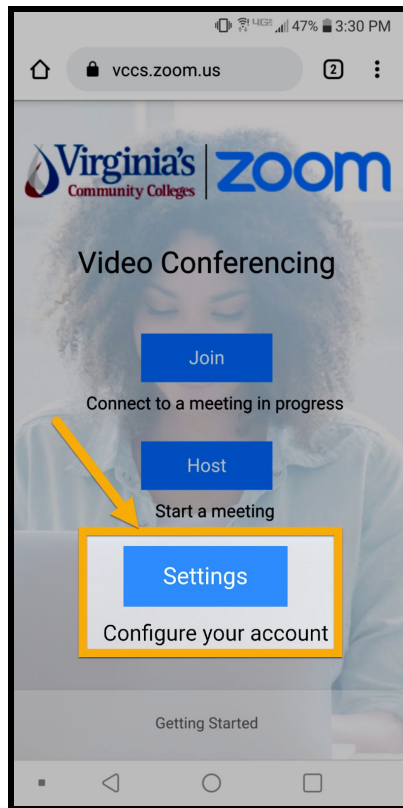 4GE 47% 3:30 PM
vccs.zoom.us 2
Virginia's
Community Colleges
zoom
Video Conferencing
Join
Connect to a meeting in progress
Host
Start a meeting
Settings
Configure your account
Getting Started